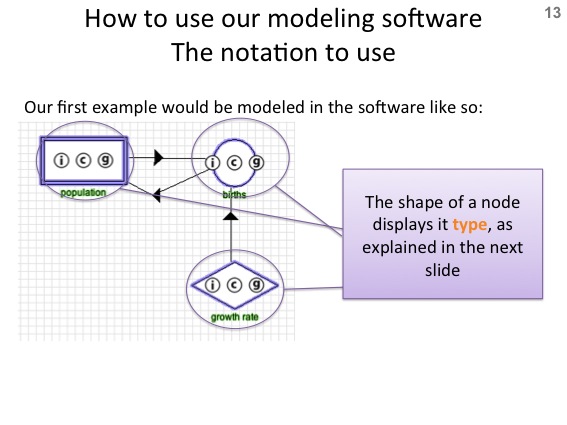 How to use our modeling software
The notation to use
13
Our first example would be modeled in the software like so:
i c g
population
i c g
births
The shape of a node
displays it type, as
explained in the next
slide
i c g
growth rate